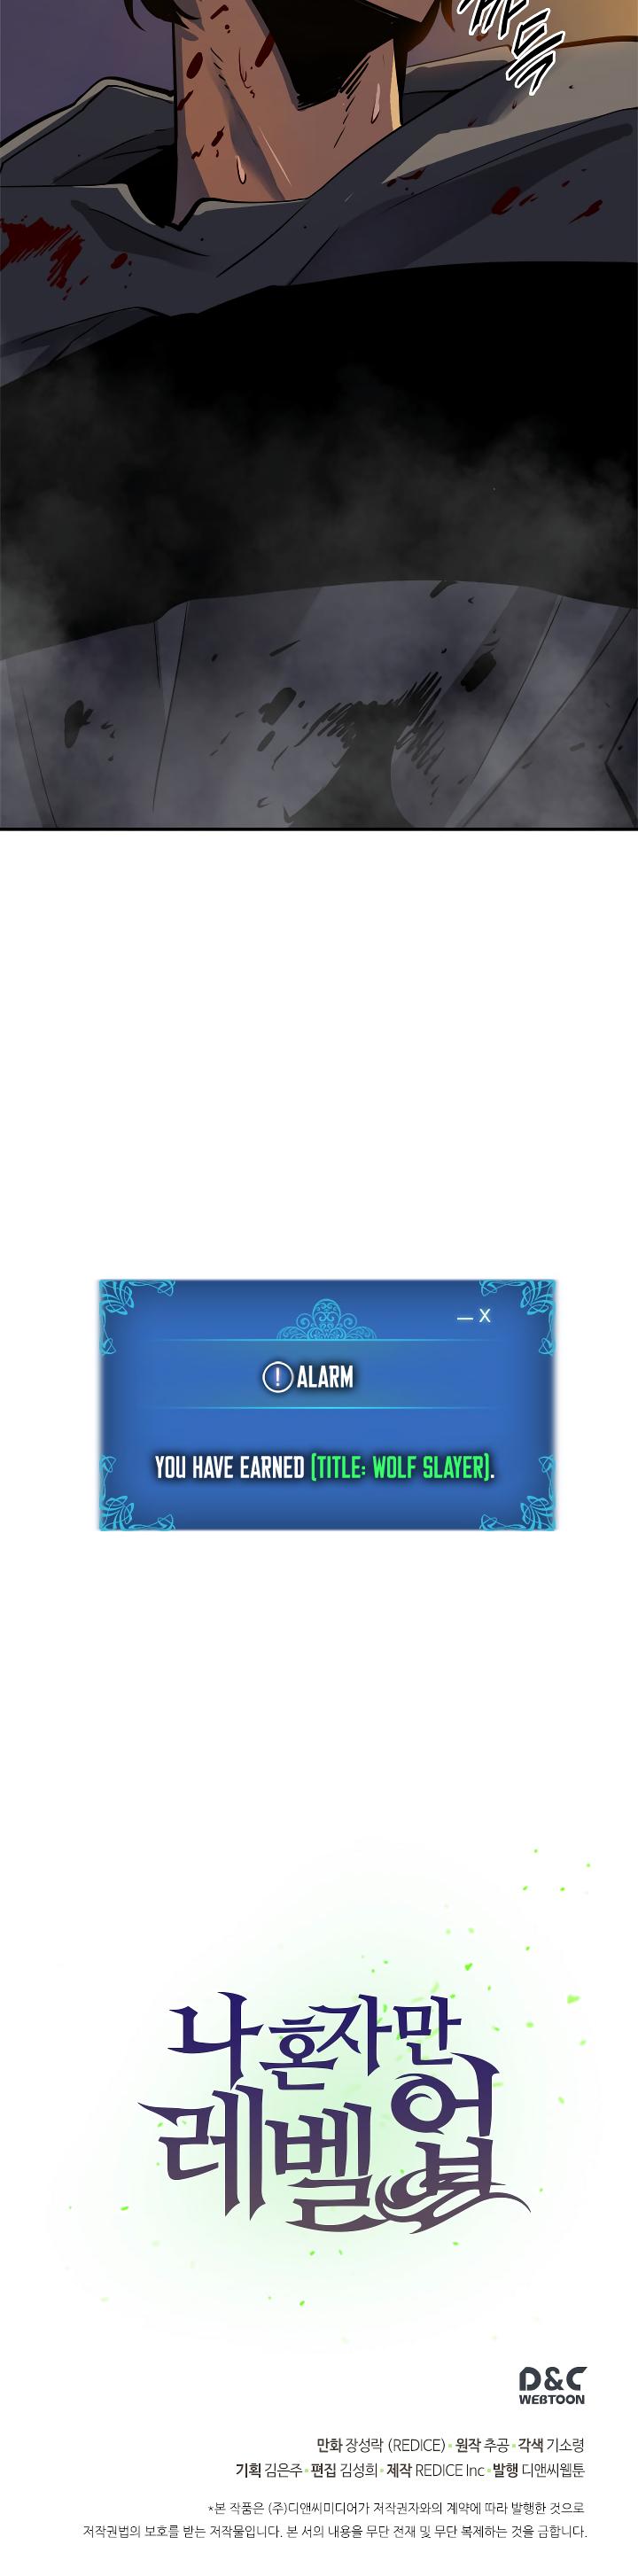 — X
! ALARM
YOU HAVE EARNED [TITLE: WOLF SLAYER].
나 혼자만
레벨업
D&C
WEBTOON
만화 장성락 (REDICE) • 원작 추공 • 각색 기소령
기획 김은주 • 편집 김성희 • 제작 REDICE Inc • 발행 디앤씨웹툰
*본 작품은 (주)디앤씨미디어가 저작권자와의 계약에 따라 발행한 것으로
저작권법의 보호를 받는 저작물입니다. 본 서의 내용을 무단 전재 및 무단 복제하는 것을 금합니다.